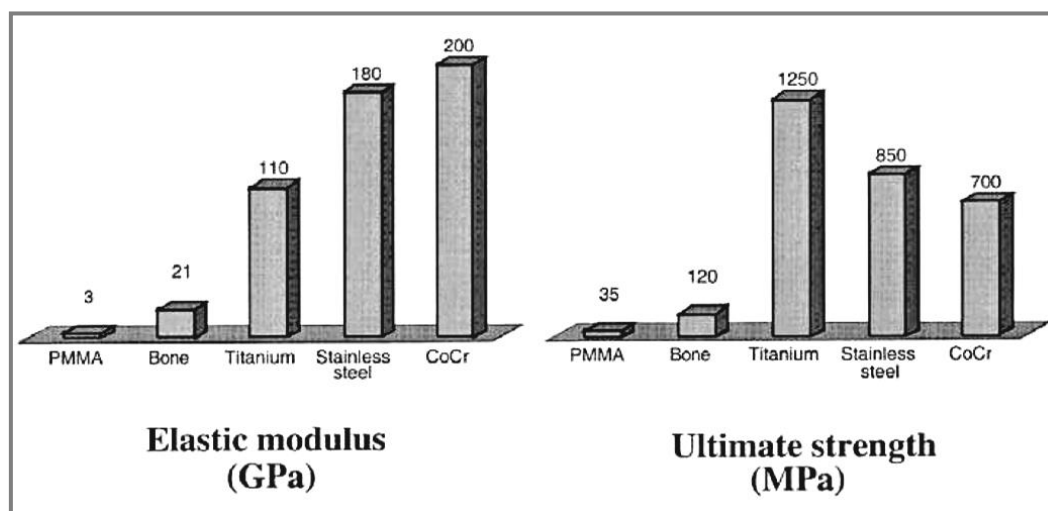 200
180
110
21
3
PMMA Bone Titanium Stainless steel CoCr
Elastic modulus
(GPa)
1250
850
700
120
35
PMMA Bone Titanium Stainless steel CoCr
Ultimate strength
(MPa)